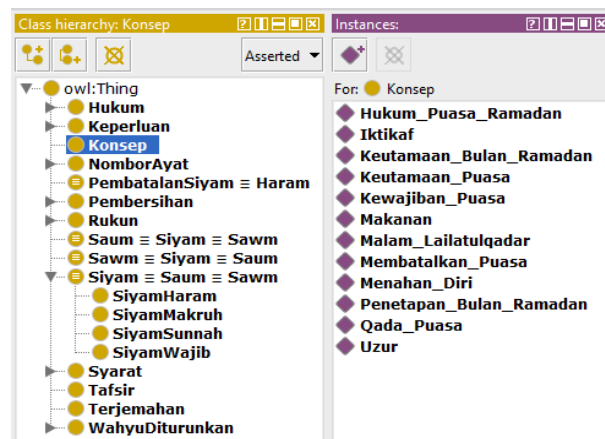 Class hierarchy: Konsep
Asserted
owl:Thing
Hukum
Keperluan
Konsep
NomborAyat
PembatalanSiyam ≡ Haram
Pembersihan
Rukun
Saum ≡ Siyam ≡ Sawm
Sawm ≡ Siyam ≡ Saum
Siyam ≡ Saum ≡ Sawm
SiyamHaram
SiyamMakruh
SiyamSunnah
SiyamWajib
Syarat
Tafsir
Terjemahan
WahyuDiturunkan
Instances:
For: Konsep
Hukum_Puasa_Ramadan
Iktikaf
Keutamaan_Bulan_Ramadan
Keutamaan_Puasa
Kewajiban_Puasa
Makanan
Malam_Lailatulqadar
Membatalkan_Puasa
Menahan_Diri
Penetapan_Bulan_Ramadan
Qada_Puasa
Uzur